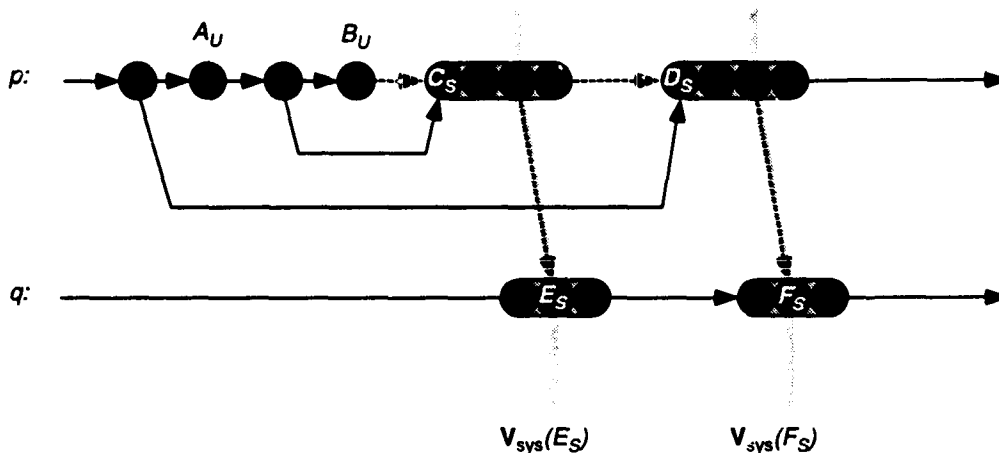 A_U B_U
p: C_S D_S
q: E_S F_S
V_sys(E_S) V_sys(F_S)